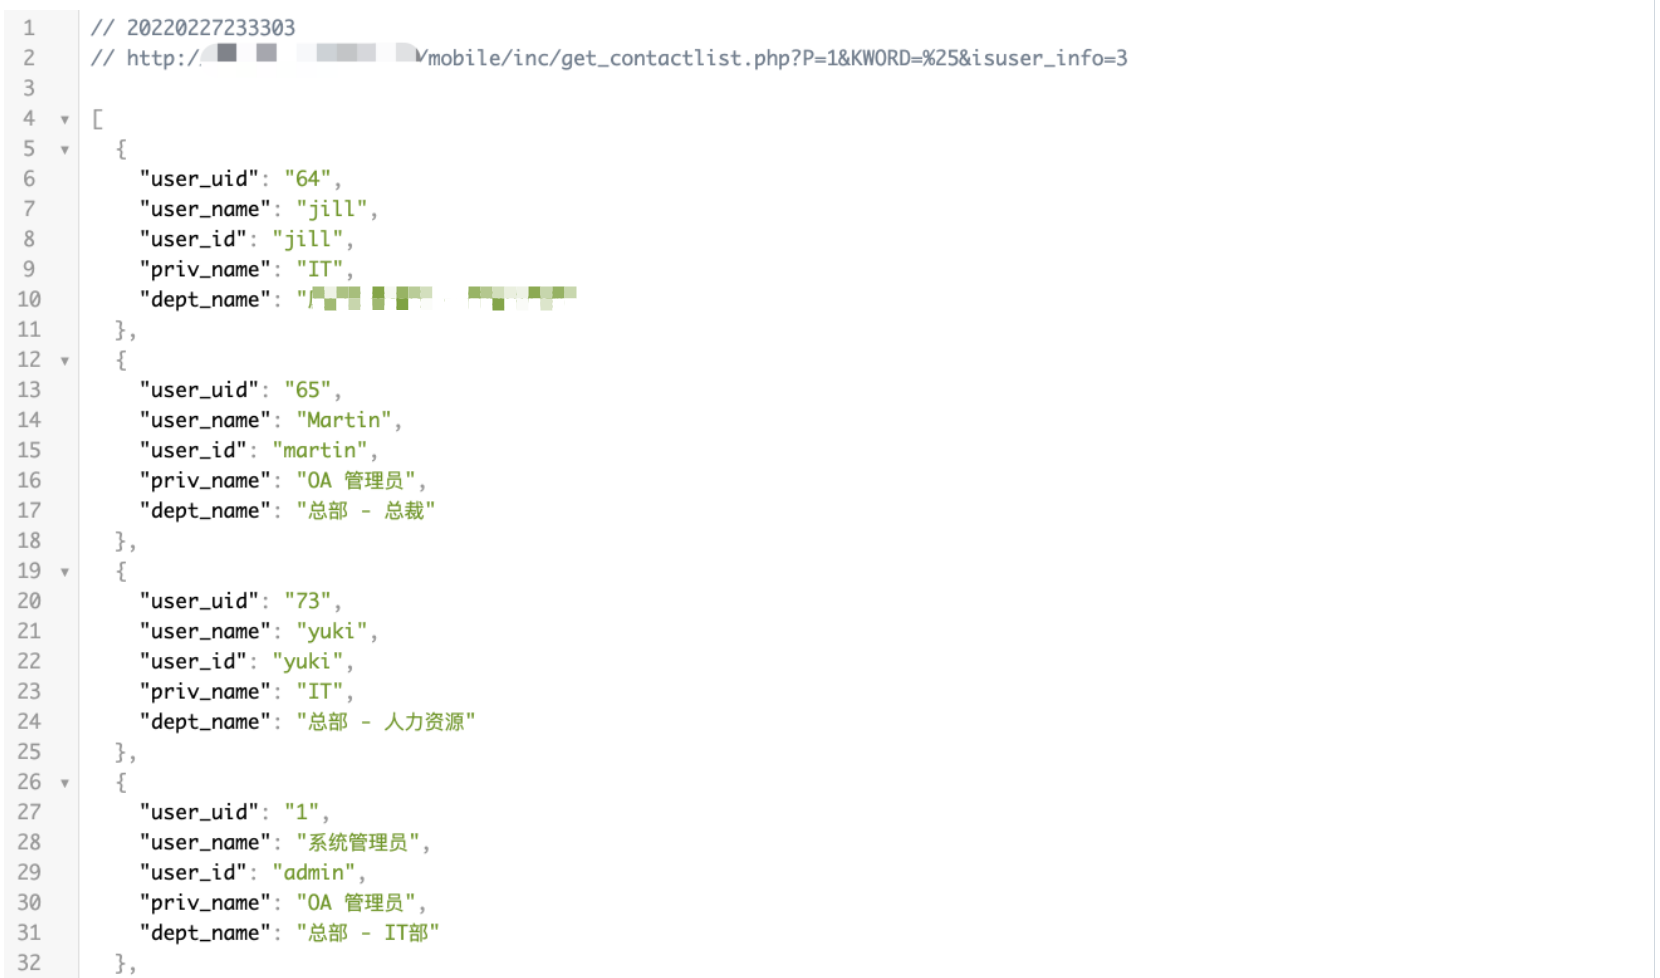 1 // 20220227233303
2 // http:/ /mobile/inc/get_contactlist.php?P=1&KWORD=%25&isuser_info=3
3
4 [
5 {
6 "user_uid": "64",
7 "user_name": "jill",
8 "user_id": "jill",
9 "priv_name": "IT",
10 "dept_name": "
11 },
12 {
13 "user_uid": "65",
14 "user_name": "Martin",
15 "user_id": "martin",
16 "priv_name": "OA 管理员",
17 "dept_name": "总部 - 总裁"
18 },
19 {
20 "user_uid": "73",
21 "user_name": "yuki",
22 "user_id": "yuki",
23 "priv_name": "IT",
24 "dept_name": "总部 - 人力资源"
25 },
26 {
27 "user_uid": "1",
28 "user_name": "系统管理员",
29 "user_id": "admin",
30 "priv_name": "OA 管理员",
31 "dept_name": "总部 - IT部"
32 },